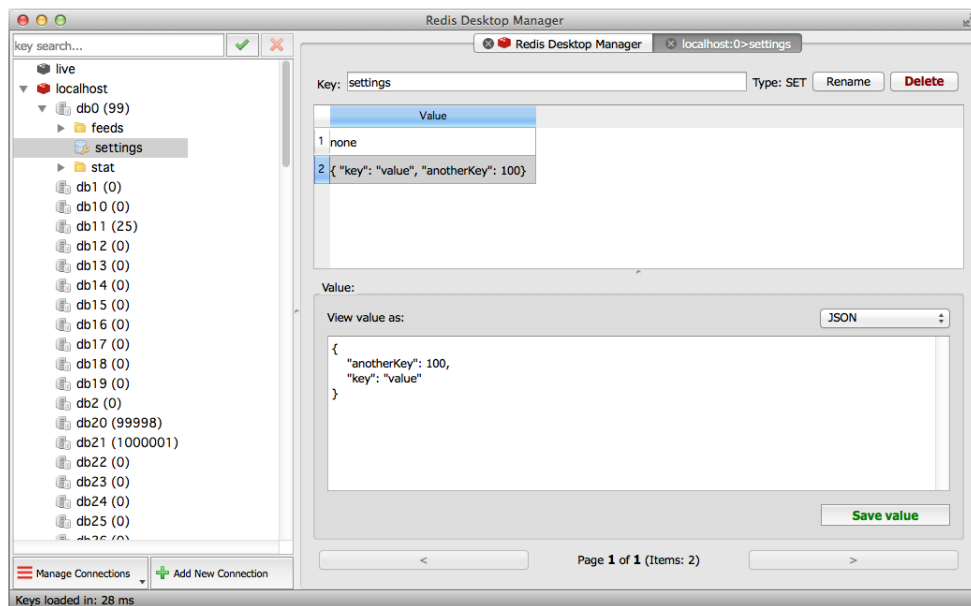 Redis Desktop Manager
key search...
live
localhost
db0 (99)
feeds
settings
stat
db1 (0)
db10 (0)
db11 (25)
db12 (0)
db13 (0)
db14 (0)
db15 (0)
db16 (0)
db17 (0)
db18 (0)
db19 (0)
db2 (0)
db20 (99998)
db21 (1000001)
db22 (0)
db23 (0)
db24 (0)
db25 (0)
db26 (0)
Manage Connections
Add New Connection
Keys loaded in: 28 ms
Redis Desktop Manager
localhost:0>settings
Key: settings Type: SET Rename Delete
Value
1 none
2 { "key": "value", "anotherKey": 100}
Value:
View value as: JSON
{
"anotherKey": 100,
"key": "value"
}
Save value
< Page 1 of 1 (Items: 2) >